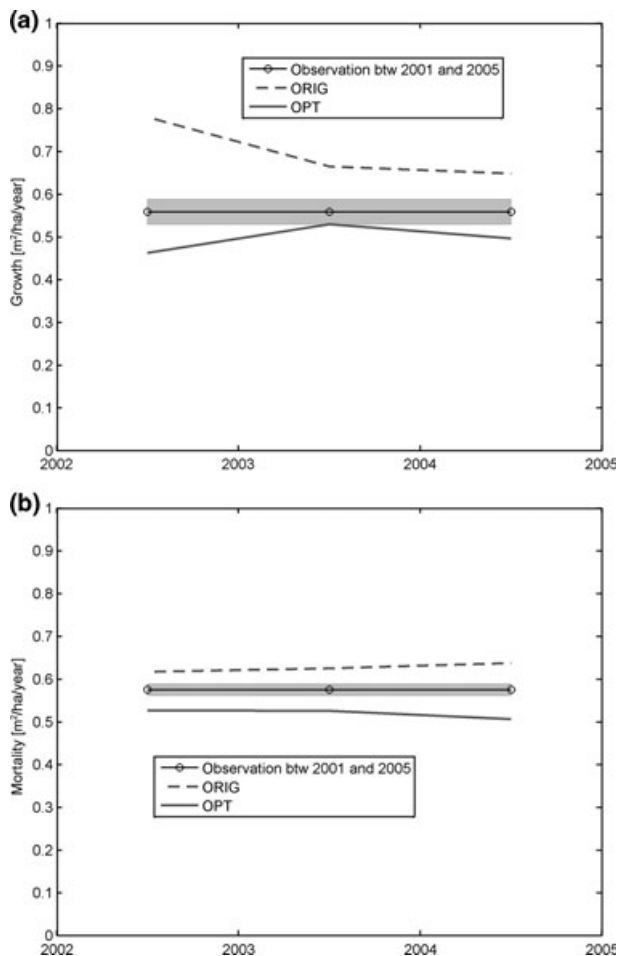 (a)
1
0.9
0.8
0.7
0.6
0.5
0.4
0.3
0.2
0.1
0
Growth [m²/ha/year]
Observation btw 2001 and 2005
ORIG
OPT
2002 2003 2004 2005
(b)
1
0.9
0.8
0.7
0.6
0.5
0.4
0.3
0.2
0.1
0
Mortality [m²/ha/year]
Observation btw 2001 and 2005
ORIG
OPT
2002 2003 2004 2005